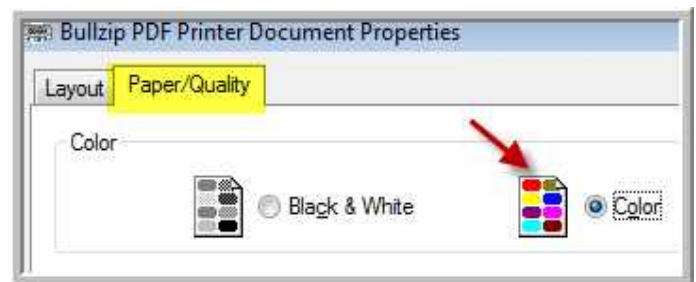 Bullzip PDF Printer Document Properties
Layout Paper/Quality
Color
Black & White Color